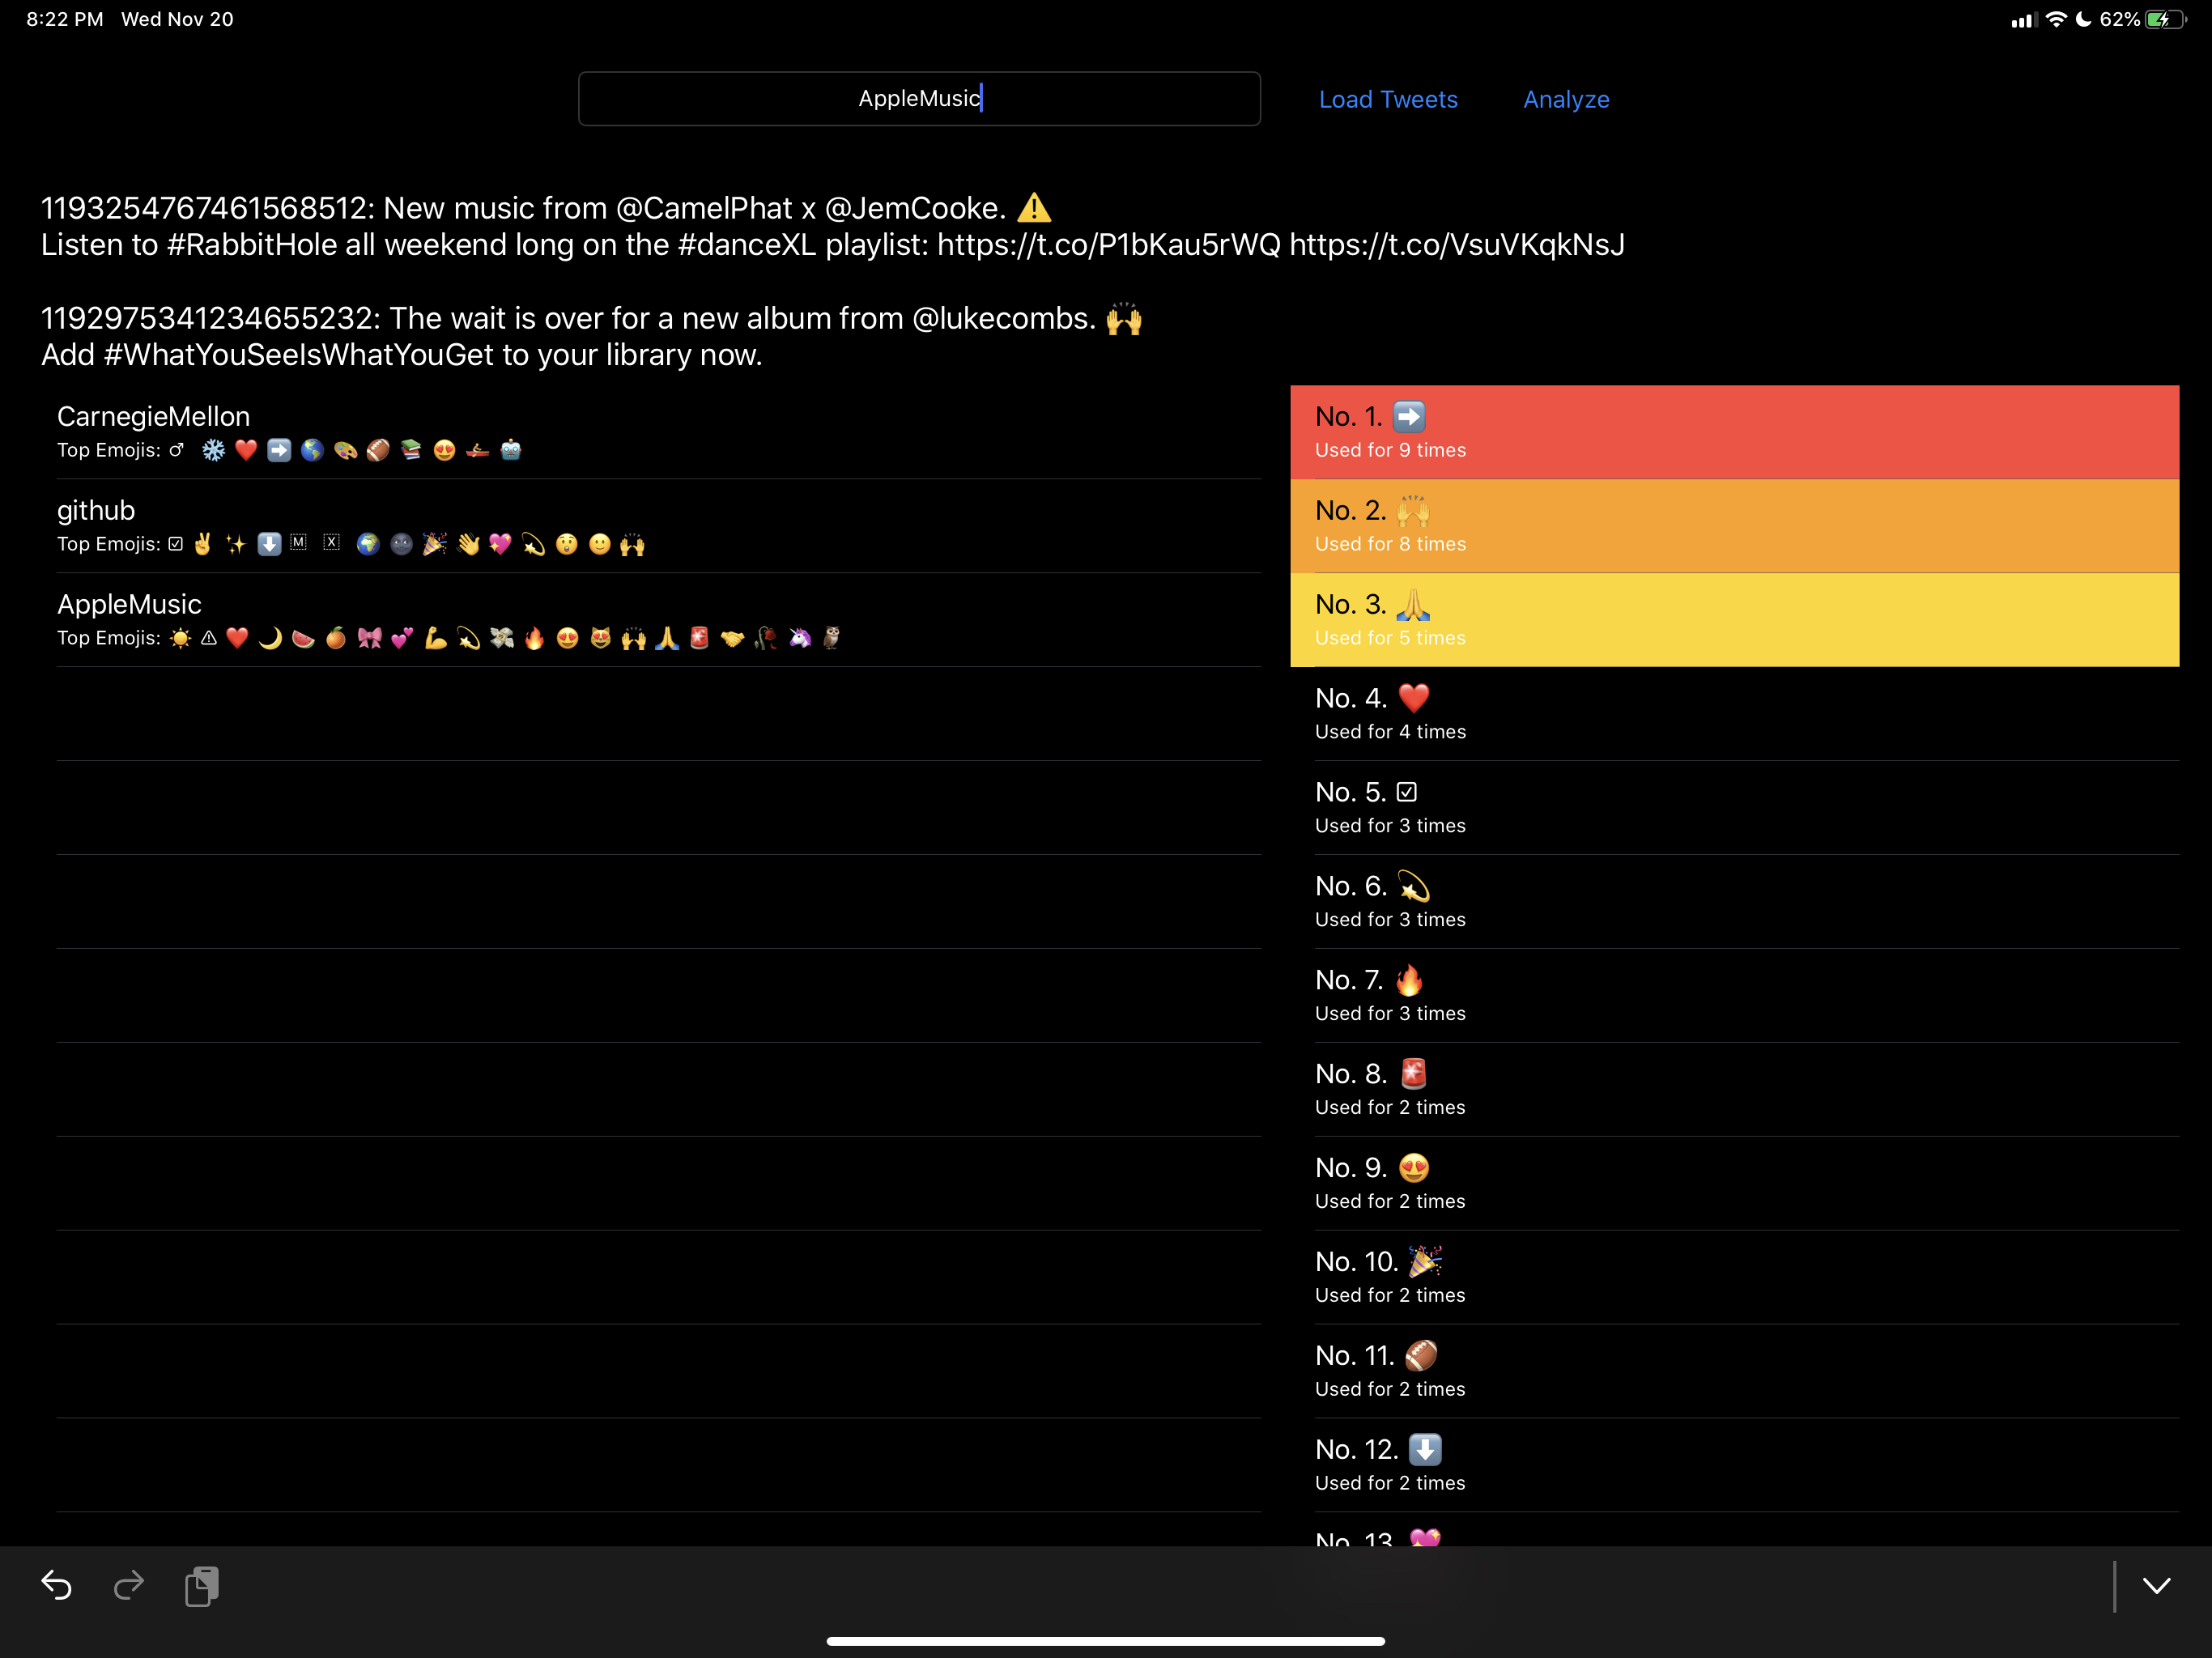 8:22 PM Wed Nov 20
62%
AppleMusic
Load Tweets
Analyze
1193254767461568512: New music from @CamelPhat x @JemCooke. ⚠️
Listen to #RabbitHole all weekend long on the #danceXL playlist: https://t.co/P1bKau5rWQ https://t.co/VsuVKqkNsJ
1192975341234655232: The wait is over for a new album from @lukecombs. 🙌
Add #WhatYouSeeIsWhatYouGet to your library now.
CarnegieMellon
Top Emojis: ♂ ❄️ ❤️ ➡️ 🌎 🎨 🏈 📚 😍 🚣 🤖
github
Top Emojis: ☑ ✌️ ✨ ⬇️ 🇲 🇽 🌍 🌚 🎉 👋 💖 💫 😲 🙂 🙌
AppleMusic
Top Emojis: ☀️ ⚠ ❤️ 🌙 🍉 🍊 🎀 💕 💪 💫 💸 🔥 😍 😻 🙌 🙏 🚨 🤝 🥀 🦄 🦉
No. 1. ➡️
Used for 9 times
No. 2. 🙌
Used for 8 times
No. 3. 🙏
Used for 5 times
No. 4. ❤️
Used for 4 times
No. 5. ☑
Used for 3 times
No. 6. 💫
Used for 3 times
No. 7. 🔥
Used for 3 times
No. 8. 🚨
Used for 2 times
No. 9. 😍
Used for 2 times
No. 10. 🎉
Used for 2 times
No. 11. 🏈
Used for 2 times
No. 12. ⬇️
Used for 2 times
No. 13. 💖